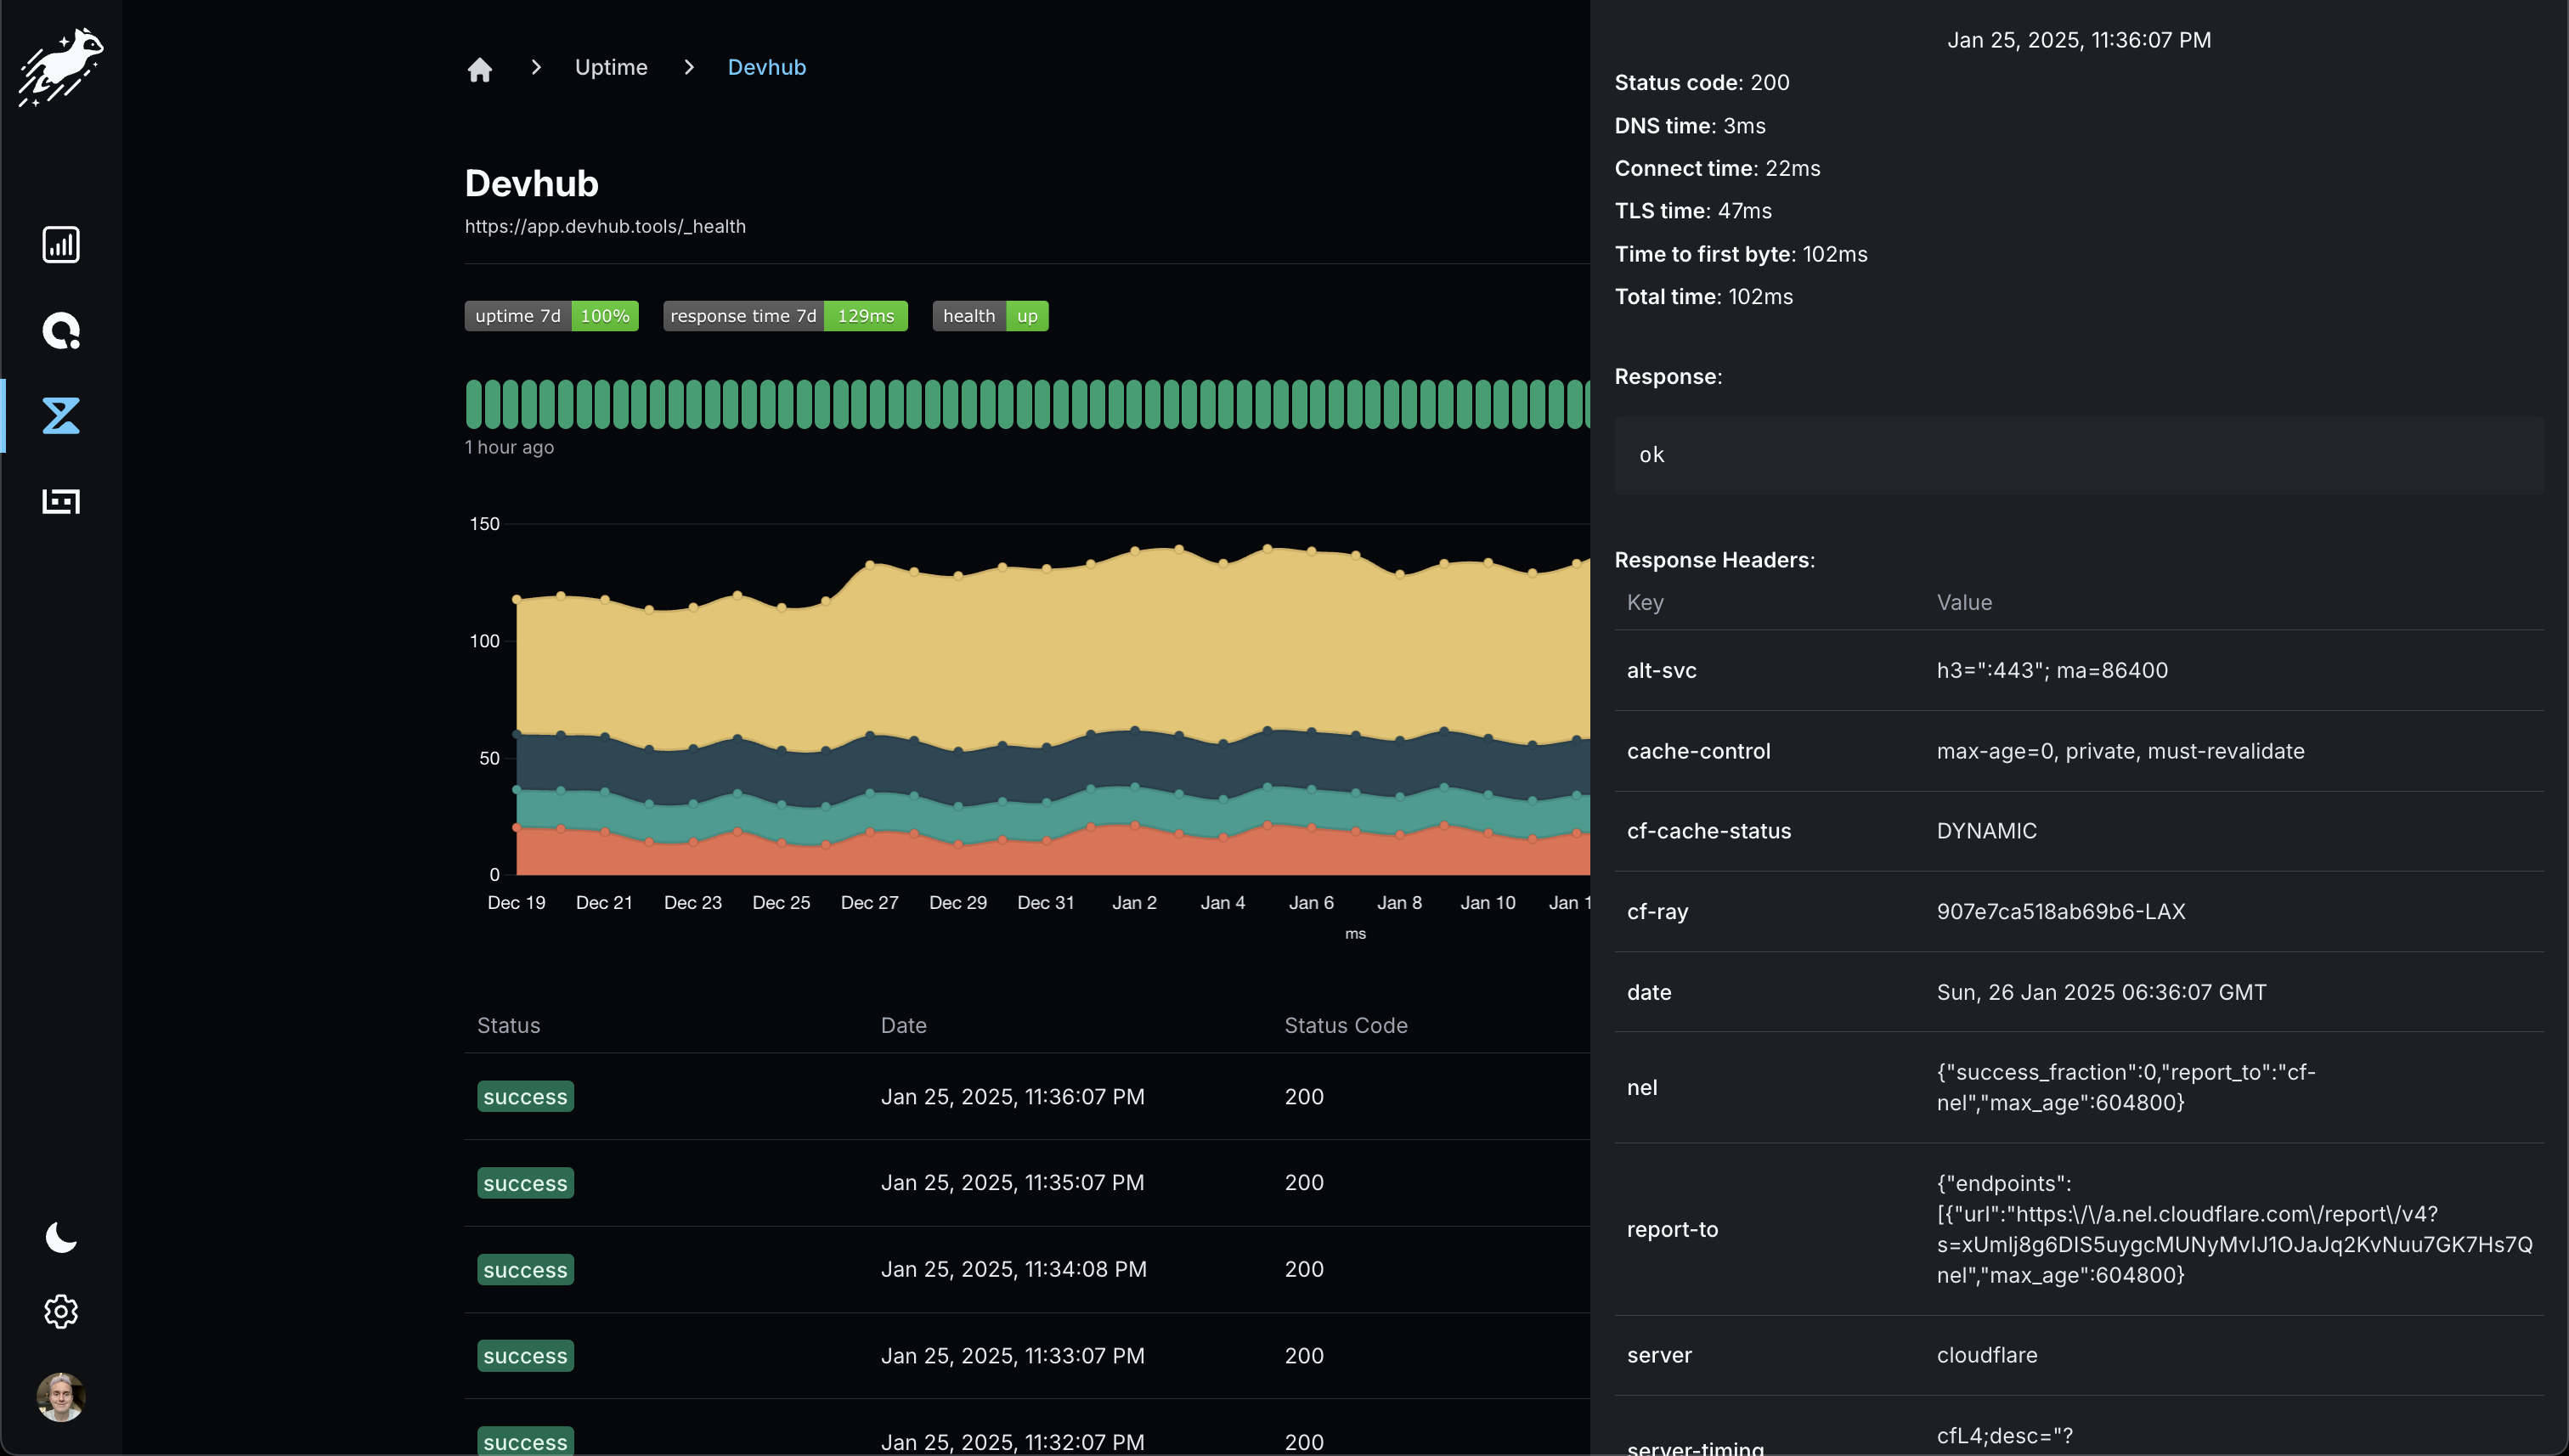 Uptime
Devhub
Devhub
https://app.devhub.tools/_health
uptime 7d 100%
response time 7d 129ms
health up
1 hour ago
150
100
50
0
Dec 19 Dec 21 Dec 23 Dec 25 Dec 27 Dec 29 Dec 31 Jan 2 Jan 4 Jan 6 Jan 8 Jan 10 Jan 1
ms
Status Date Status Code
success Jan 25, 2025, 11:36:07 PM 200
success Jan 25, 2025, 11:35:07 PM 200
success Jan 25, 2025, 11:34:08 PM 200
success Jan 25, 2025, 11:33:07 PM 200
success Jan 25, 2025, 11:32:07 PM 200
Jan 25, 2025, 11:36:07 PM
Status code: 200
DNS time: 3ms
Connect time: 22ms
TLS time: 47ms
Time to first byte: 102ms
Total time: 102ms
Response:
ok
Response Headers:
Key Value
alt-svc h3=":443"; ma=86400
cache-control max-age=0, private, must-revalidate
cf-cache-status DYNAMIC
cf-ray 907e7ca518ab69b6-LAX
date Sun, 26 Jan 2025 06:36:07 GMT
nel {"success_fraction":0,"report_to":"cf-
nel","max_age":604800}
report-to {"endpoints":
[{"url":"https:\/\/a.nel.cloudflare.com\/report\/v4?
s=xUmlj8g6DIS5uygcMUNyMvIJ1OJaJq2KvNuu7GK7Hs7Q
nel","max_age":604800}
server cloudflare
server-timing cfL4;desc="?